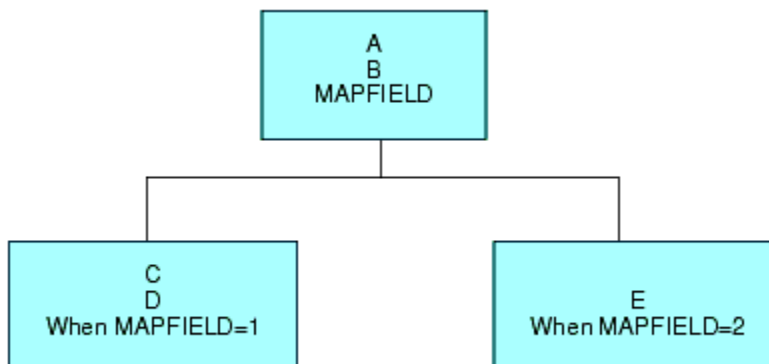 A
B
MAPFIELD
C
D
When MAPFIELD=1
E
When MAPFIELD=2